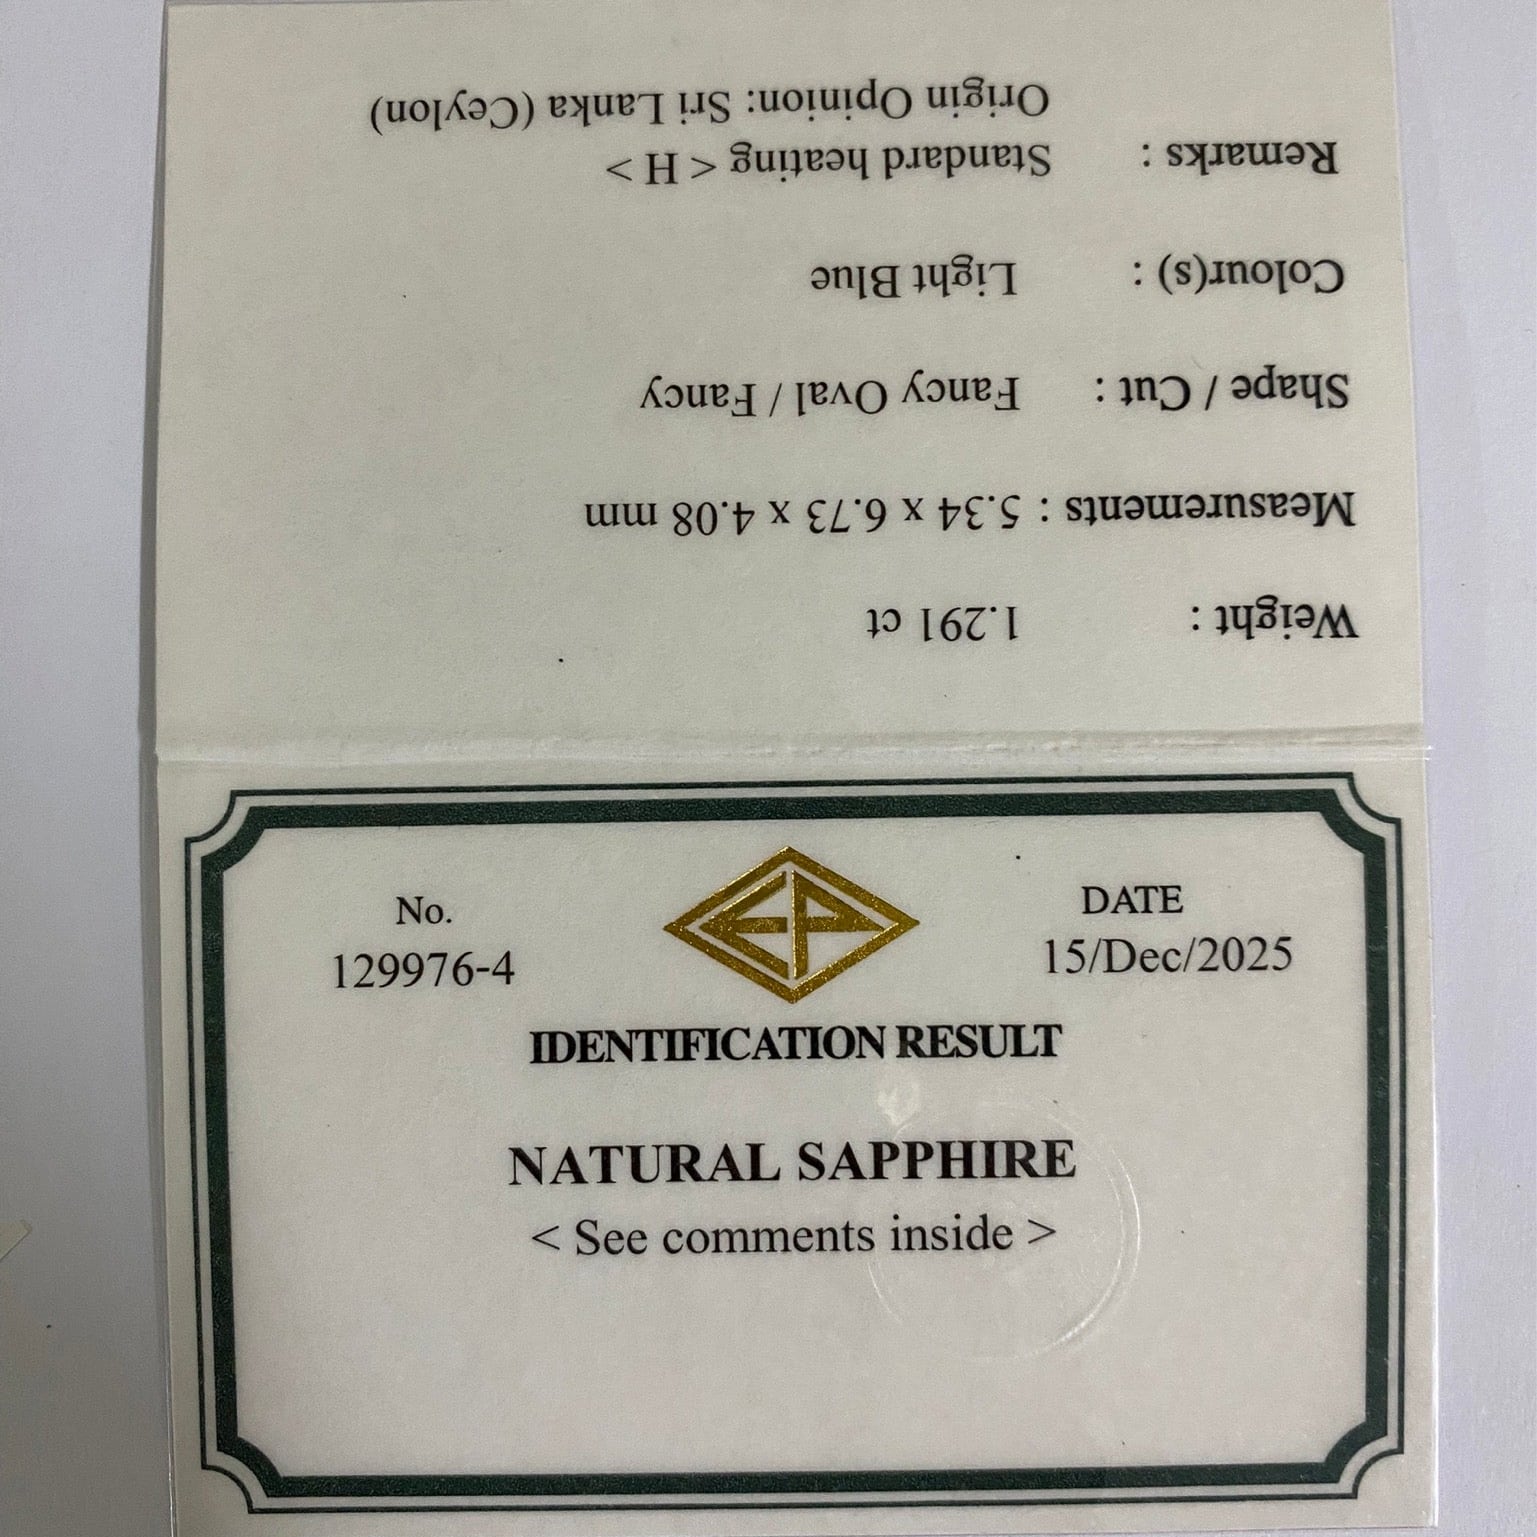 No.
129976-4
EP
DATE
15/Dec/2025
IDENTIFICATION RESULT
NATURAL SAPPHIRE
< See comments inside >
Weight : 1.291 ct
Measurements : 5.34 x 6.73 x 4.08 mm
Shape / Cut : Fancy Oval / Fancy
Colour(s) : Light Blue
Remarks : Standard heating < H >
Origin Opinion: Sri Lanka (Ceylon)